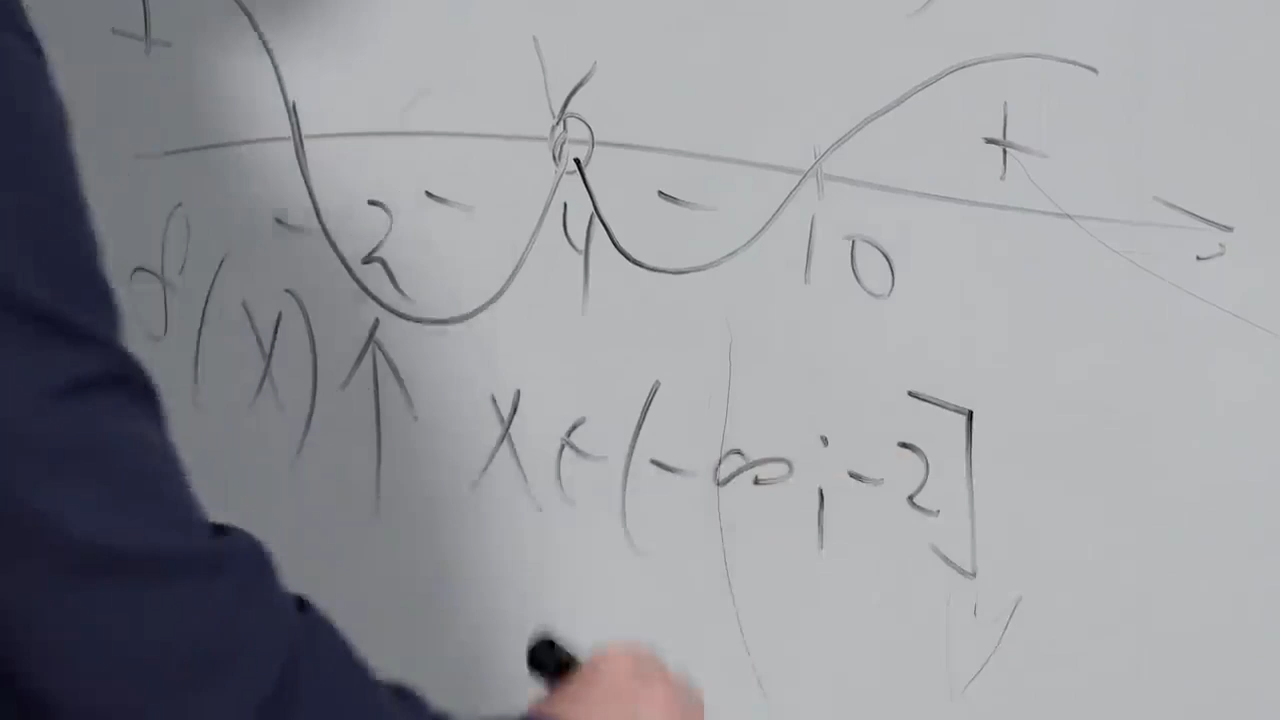 + - - +
-2 4 10 x
f(x)↑ x ∈ (-∞; -2]